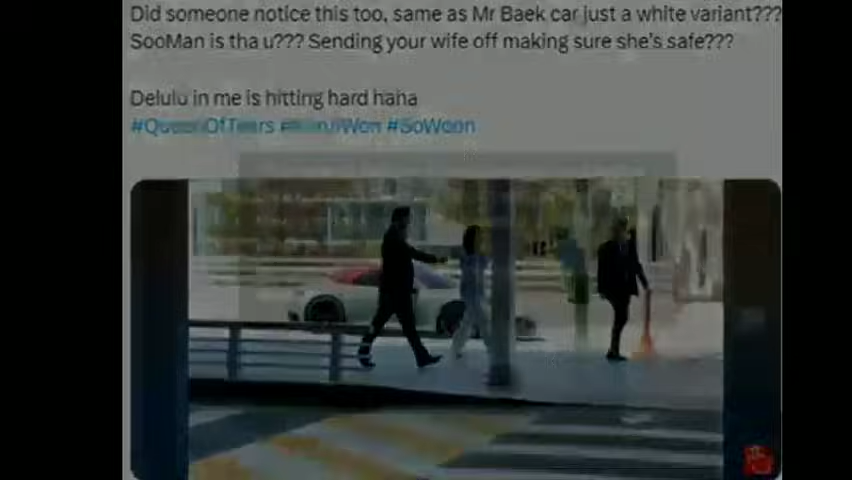 Did someone notice this too, same as Mr Baek car just a white variant???
SooMan is tha u??? Sending your wife off making sure she's safe???
Delulu in me is hitting hard haha
#QueenOfTears #KimJiWon #SoWoon